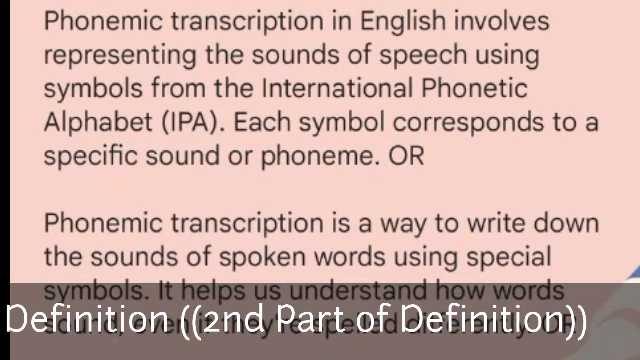 Phonemic transcription in English involves
representing the sounds of speech using
symbols from the International Phonetic
Alphabet (IPA). Each symbol corresponds to a
specific sound or phoneme. OR
Phonemic transcription is a way to write down
the sounds of spoken words using special
symbols. It helps us understand how words
Definition ((2nd Part of Definition))